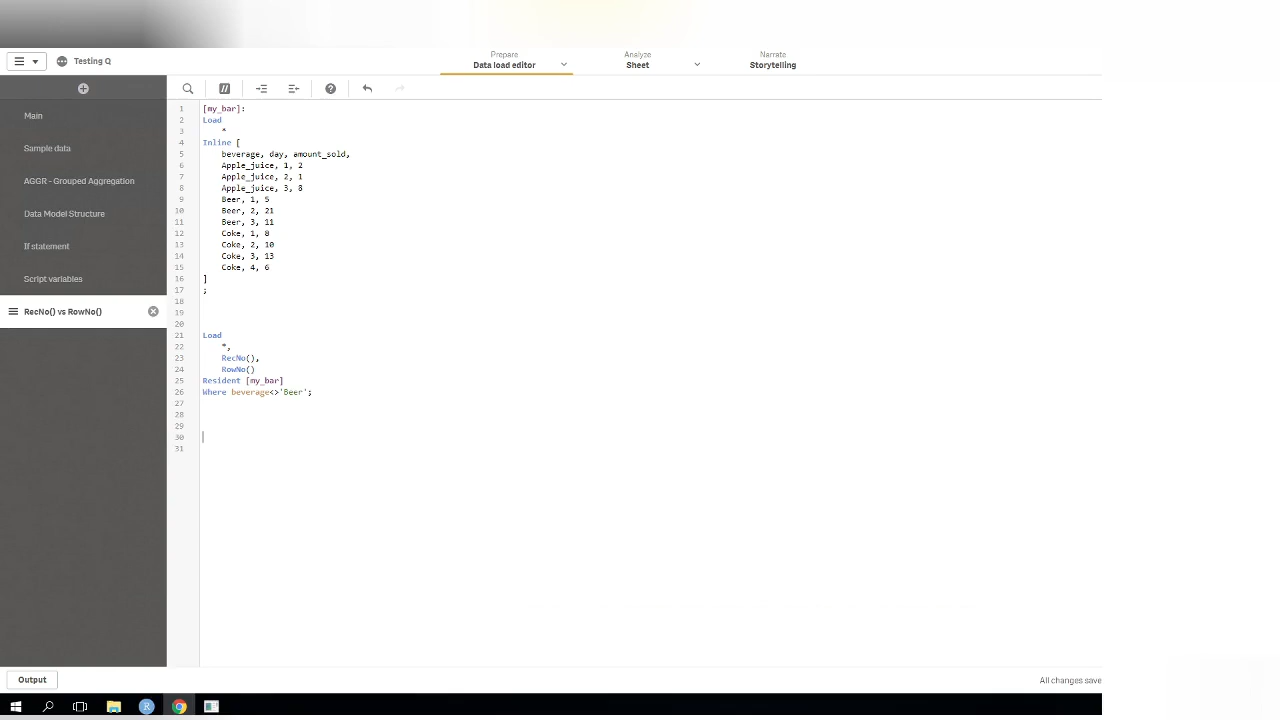 Testing Q
Prepare
Data load editor
Analyze
Sheet
Narrate
Storytelling
Main
Sample data
AGGR - Grouped Aggregation
Data Model Structure
If statement
Script variables
RecNo() vs RowNo()
1 [my_bar]:
2 Load
3 *
4 Inline [
5 beverage, day, amount_sold,
6 Apple_juice, 1, 2
7 Apple_juice, 2, 1
8 Apple_juice, 3, 8
9 Beer, 1, 5
10 Beer, 2, 21
11 Beer, 3, 11
12 Coke, 1, 8
13 Coke, 2, 10
14 Coke, 3, 13
15 Coke, 4, 6
16 ]
17 ;
18
19
20
21 Load
22 *,
23 RecNo(),
24 RowNo()
25 Resident [my_bar]
26 Where beverage<>'Beer';
27
28
29
30
31
Output
All changes save